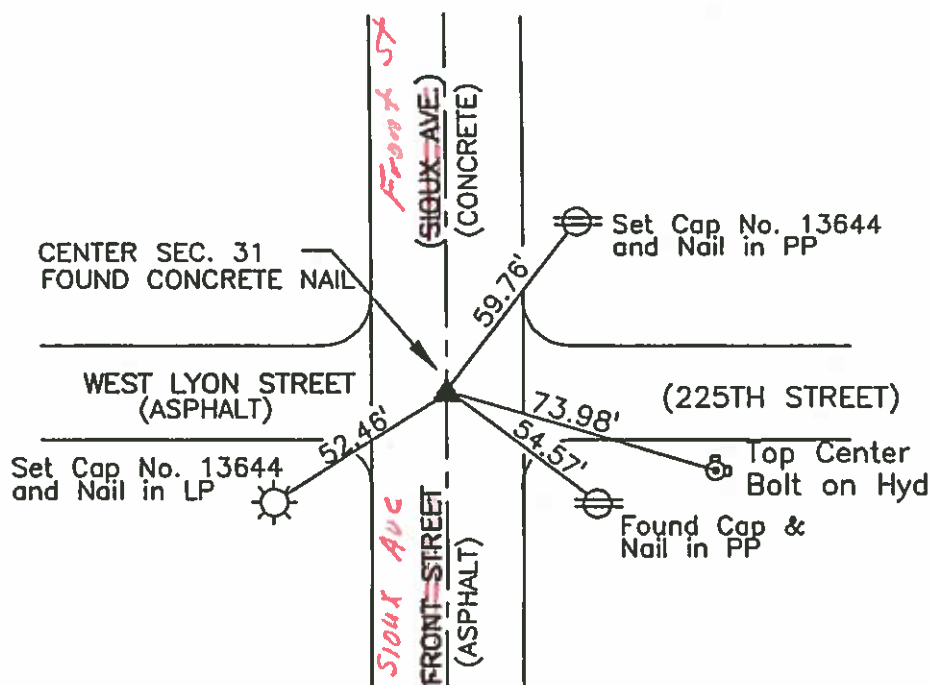 Front St
(SIOUX AVE.)
(CONCRETE)
Set Cap No. 13644
and Nail in PP
CENTER SEC. 31
FOUND CONCRETE NAIL
59.76'
WEST LYON STREET
(ASPHALT)
73.98'
(225TH STREET)
52.46'
54.57'
Set Cap No. 13644
and Nail in LP
Top Center
Bolt on Hyd
Found Cap &
Nail in PP
Sioux Ave
FRONT STREET
(ASPHALT)